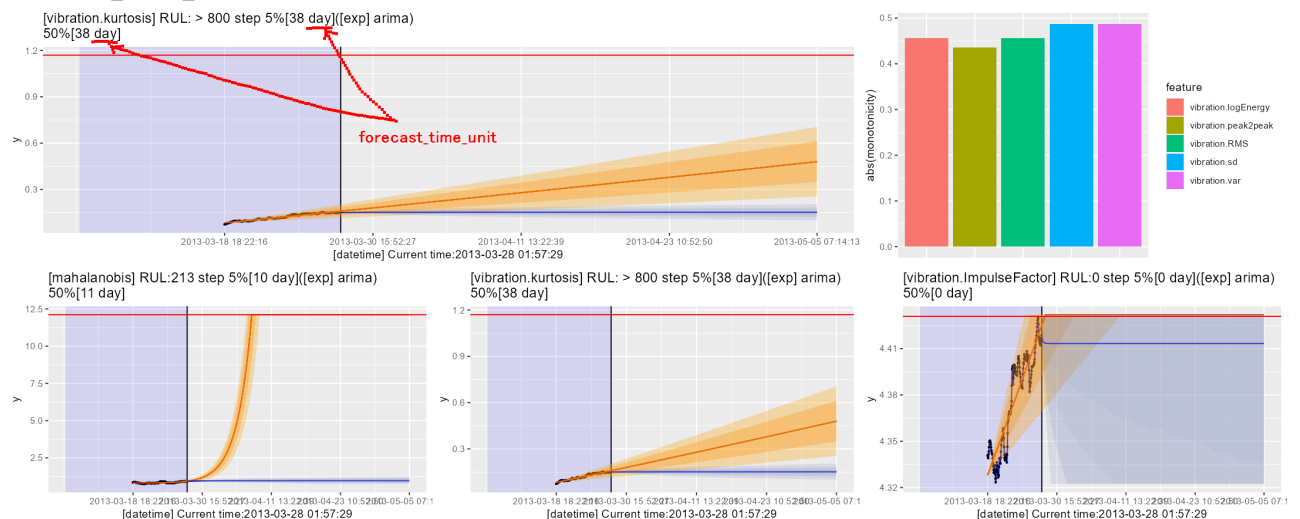 [vibration.kurtosis] RUL: > 800 step 5%[38 day]([exp] arima)
50%[38 day]
1.2
0.9
0.6
0.3
y
forecast_time_unit
2013-03-18 18:22:16
2013-03-30 15:52:27
2013-04-11 13:22:39
2013-04-23 10:52:50
2013-05-05 07:14:13
[datetime] Current time:2013-03-28 01:57:29
0.5
0.4
0.3
0.2
0.1
0.0
abs(monotonicity)
feature
vibration.logEnergy
vibration.peak2peak
vibration.RMS
vibration.sd
vibration.var
[mahalanobis] RUL:213 step 5%[10 day]([exp] arima)
50%[11 day]
12.5
10.0
7.5
5.0
2.5
y
[datetime] Current time:2013-03-28 01:57:29
[vibration.kurtosis] RUL: > 800 step 5%[38 day]([exp] arima)
50%[38 day]
1.2
0.9
0.6
0.3
y
[datetime] Current time:2013-03-28 01:57:29
[vibration.ImpulseFactor] RUL:0 step 5%[0 day]([exp] arima)
50%[0 day]
4.41
4.38
4.35
4.32
y
[datetime] Current time:2013-03-28 01:57:29